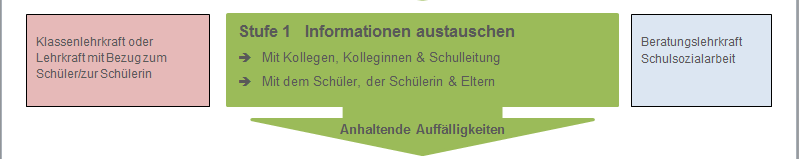 Klassenlehrkraft oder
Lehrkraft mit Bezug zum
Schüler/zur Schülerin
Stufe 1 Informationen austauschen
➔ Mit Kollegen, Kolleginnen & Schulleitung
➔ Mit dem Schüler, der Schülerin & Eltern
Beratungslehrkraft
Schulsozialarbeit
Anhaltende Auffälligkeiten